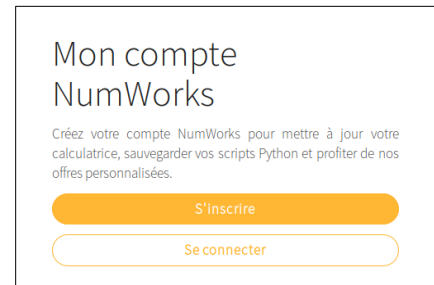 Mon compte
NumWorks
Créez votre compte NumWorks pour mettre à jour votre
calculatrice, sauvegarder vos scripts Python et profiter de nos
offres personnalisées.
S'inscrire
Se connecter